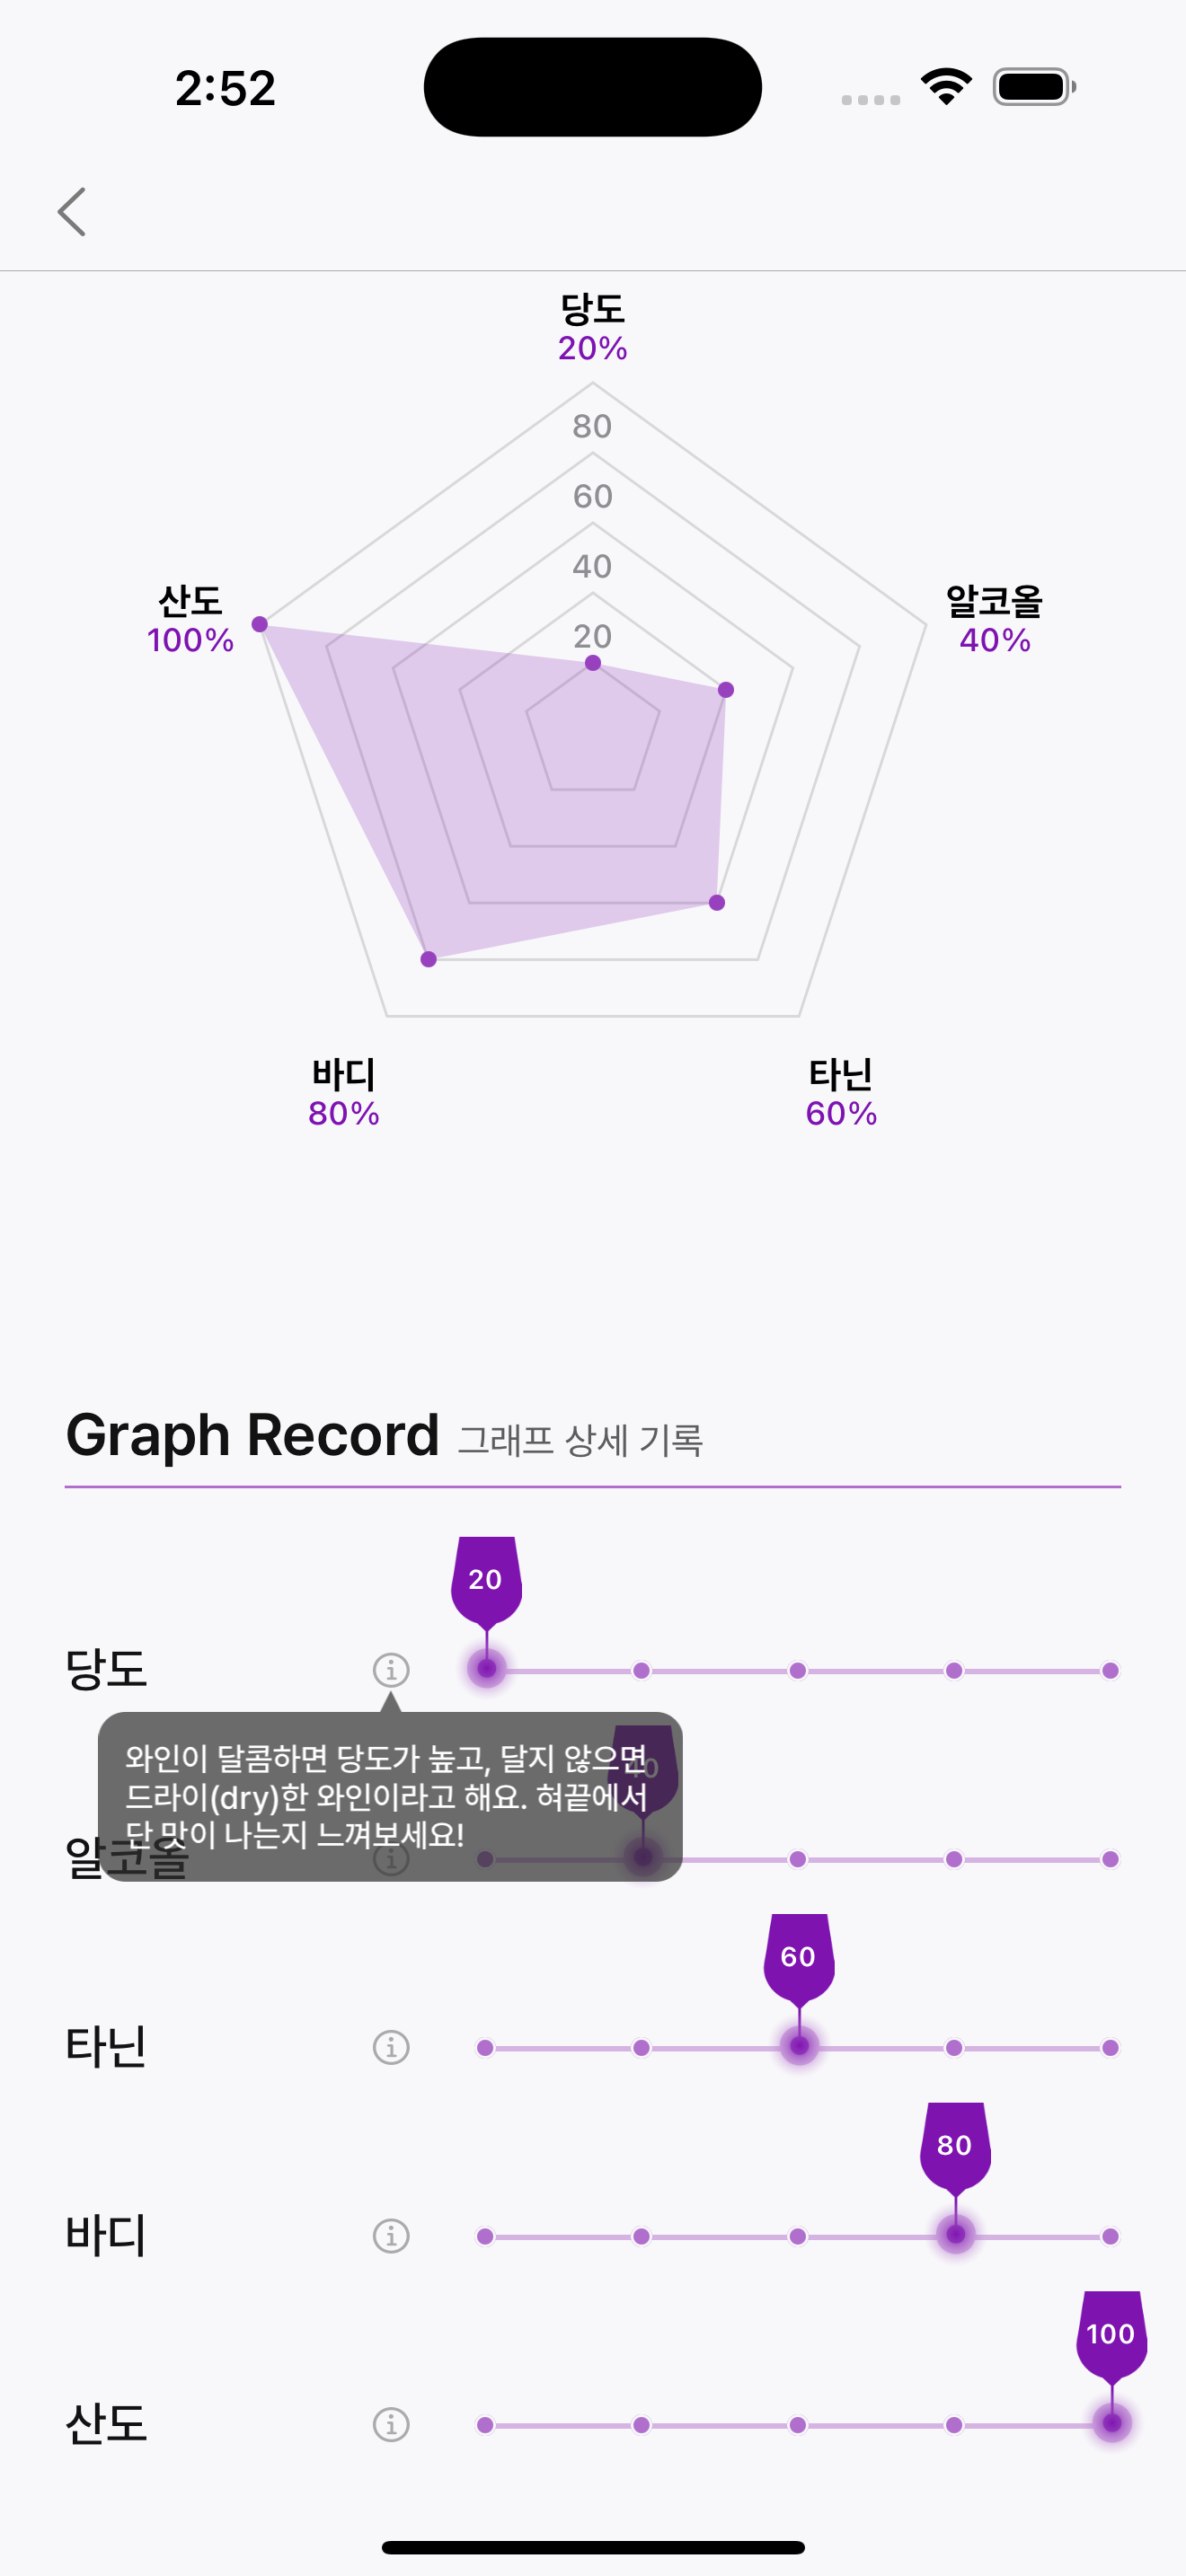 2:52
당도
20%
80
60
40
20
산도
100%
알코올
40%
바디
80%
타닌
60%
Graph Record 그래프 상세 기록
20
당도
와인이 달콤하면 당도가 높고, 달지 않으면
드라이(dry)한 와인이라고 해요. 혀끝에서
단 맛이 나는지 느껴보세요!
40
알코올
60
타닌
80
바디
100
산도